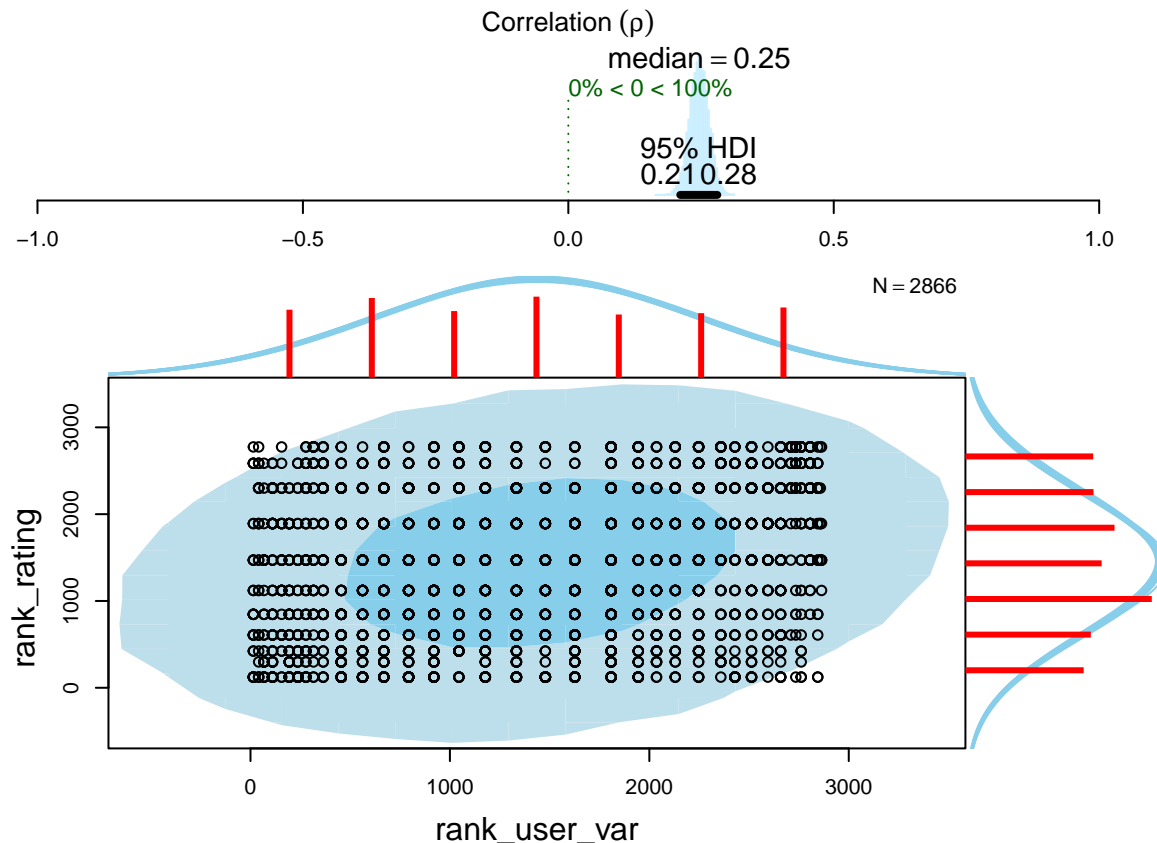 Correlation (ρ)
median = 0.25
0% < 0 < 100%
95% HDI
0.21 0.28
−1.0 −0.5 0.0 0.5 1.0
N = 2866
3000
2000
1000
0
rank_rating
0 1000 2000 3000
rank_user_var